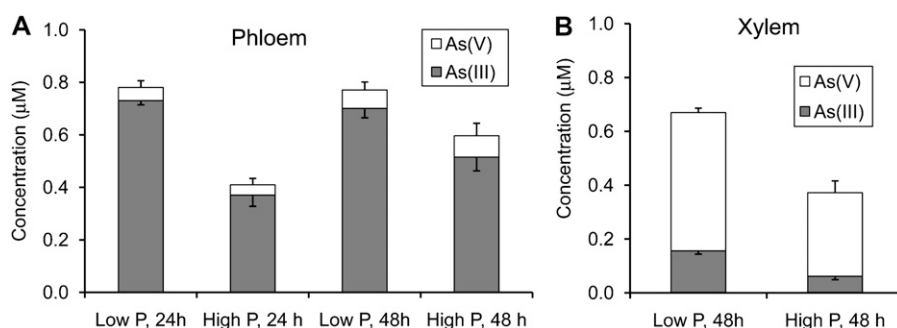 A
Phloem
As(V)
As(III)
Concentration (µM)
1.0
0.8
0.6
0.4
0.2
0.0
Low P, 24h
High P, 24 h
Low P, 48h
High P, 48 h
B
Xylem
As(V)
As(III)
Concentration (µM)
1.0
0.8
0.6
0.4
0.2
0.0
Low P, 48h
High P, 48 h